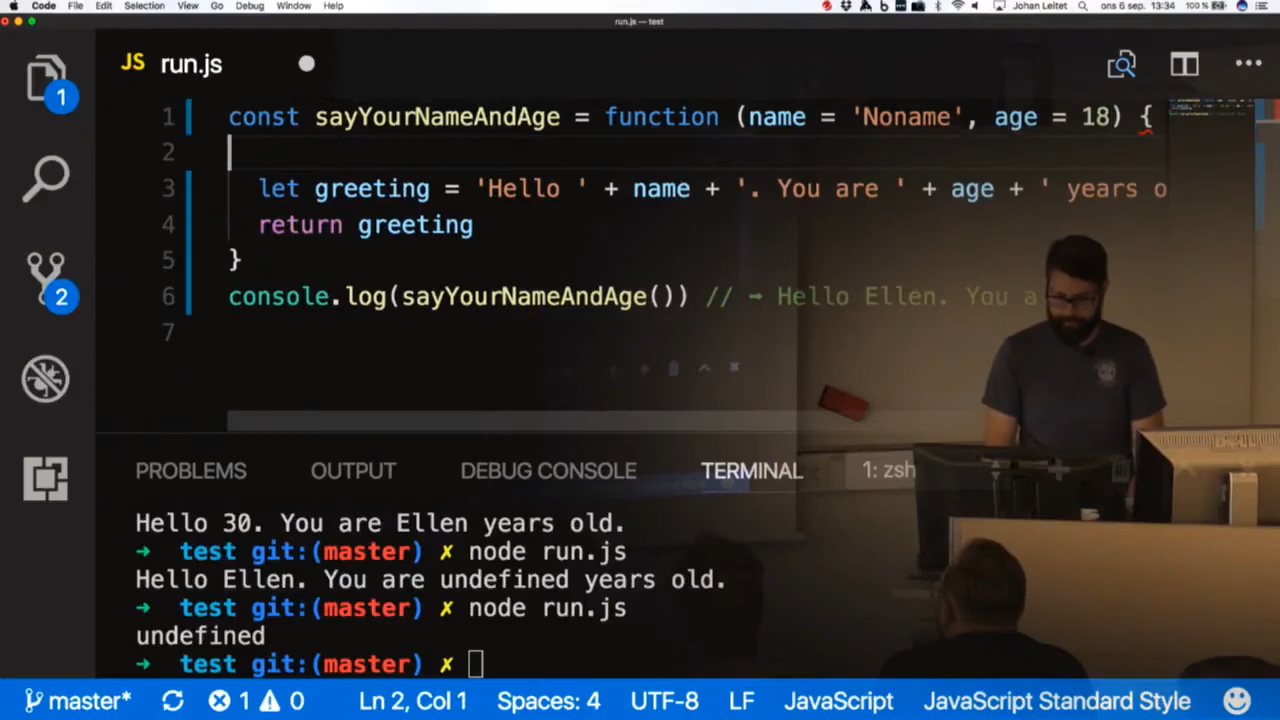 Code File Edit Selection View Go Debug Window Help Johan Leitet ons 6 sep. 13:34 100 %
run.js — test
JS run.js
1
2
1 const sayYourNameAndAge = function (name = 'Noname', age = 18) {
2
3 let greeting = 'Hello ' + name + '. You are ' + age + ' years o
4 return greeting
5 }
6 console.log(sayYourNameAndAge()) // → Hello Ellen. You a
7
PROBLEMS OUTPUT DEBUG CONSOLE TERMINAL 1: zsh
Hello 30. You are Ellen years old.
➜ test git:(master) ✗ node run.js
Hello Ellen. You are undefined years old.
➜ test git:(master) ✗ node run.js
undefined
➜ test git:(master) ✗
DELL
master* 1 0 Ln 2, Col 1 Spaces: 4 UTF-8 LF JavaScript JavaScript Standard Style